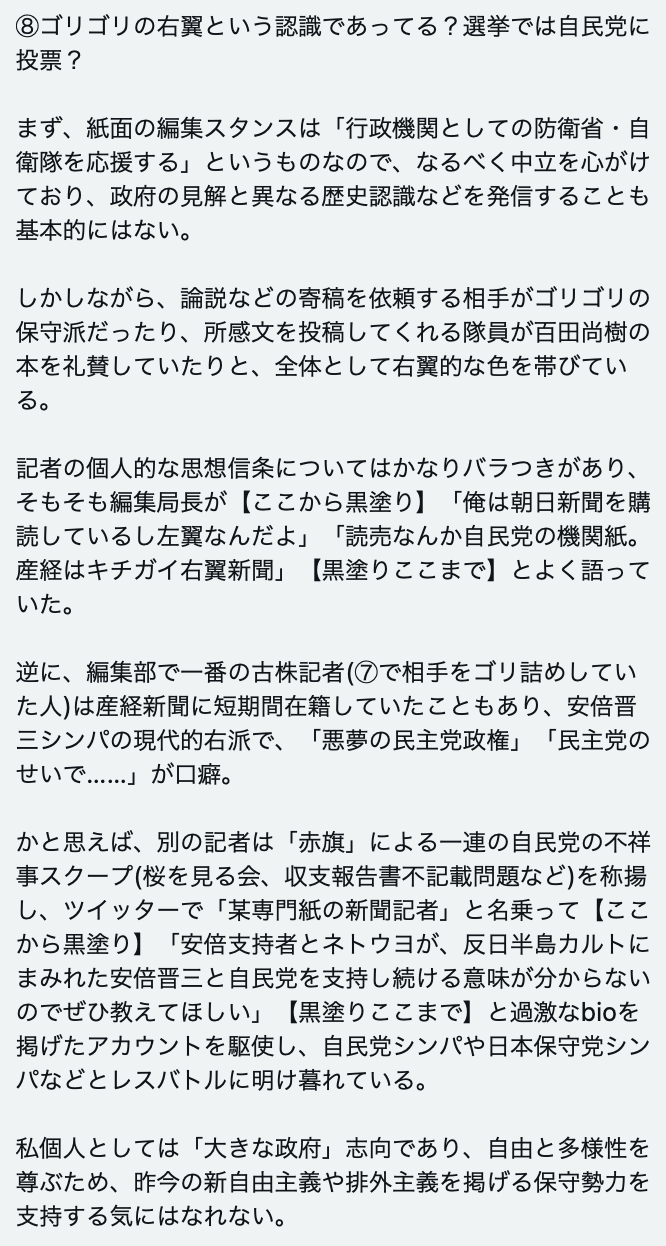 ⑧ゴリゴリの右翼という認識であってる？選挙では自民党に
投票？
まず、紙面の編集スタンスは「行政機関としての防衛省・自
衛隊を応援する」というものなので、なるべく中立を心がけ
ており、政府の見解と異なる歴史認識などを発信することも
基本的にはない。
しかしながら、論説などの寄稿を依頼する相手がゴリゴリの
保守派だったり、所感文を投稿してくれる隊員が百田尚樹の
本を礼賛していたりと、全体として右翼的な色を帯びてい
る。
記者の個人的な思想信条についてはかなりバラつきがあり、
そもそも編集局長が【ここから黒塗り】「俺は朝日新聞を購
読しているし左翼なんだよ」「読売なんか自民党の機関紙。
産経はキチガイ右翼新聞」【黒塗りここまで】とよく語って
いた。
逆に、編集部で一番の古株記者(⑦で相手をゴリ詰めしてい
た人)は産経新聞に短期間在籍していたこともあり、安倍晋
三シンパの現代的右派で、「悪夢の民主党政権」「民主党の
せいで……」が口癖。
かと思えば、別の記者は「赤旗」による一連の自民党の不祥
事スクープ(桜を見る会、収支報告書不記載問題など)を称揚
し、ツイッターで「某専門紙の新聞記者」と名乗って【ここ
から黒塗り】「安倍支持者とネトウヨが、反日半島カルトに
まみれた安倍晋三と自民党を支持し続ける意味が分からない
のでぜひ教えてほしい」【黒塗りここまで】と過激なbioを
掲げたアカウントを駆使し、自民党シンパや日本保守党シン
パなどとレスバトルに明け暮れている。
私個人としては「大きな政府」志向であり、自由と多様性を
尊ぶため、昨今の新自由主義や排外主義を掲げる保守勢力を
支持する気にはなれない。